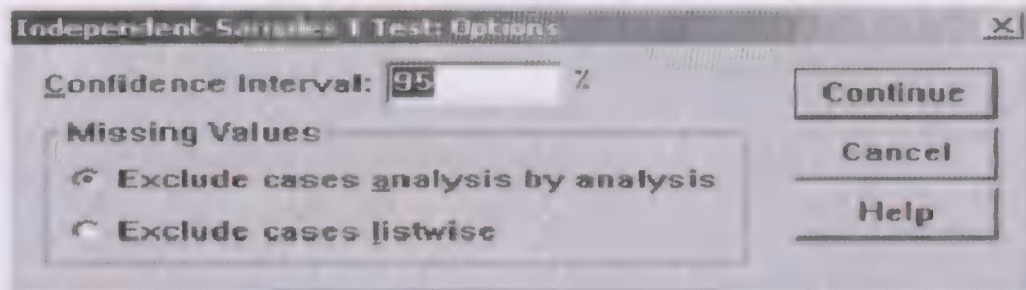 Independent-Samples T Test: Options
Confidence Interval: 95 %
Continue
Missing Values
Cancel
Exclude cases analysis by analysis
Help
Exclude cases listwise